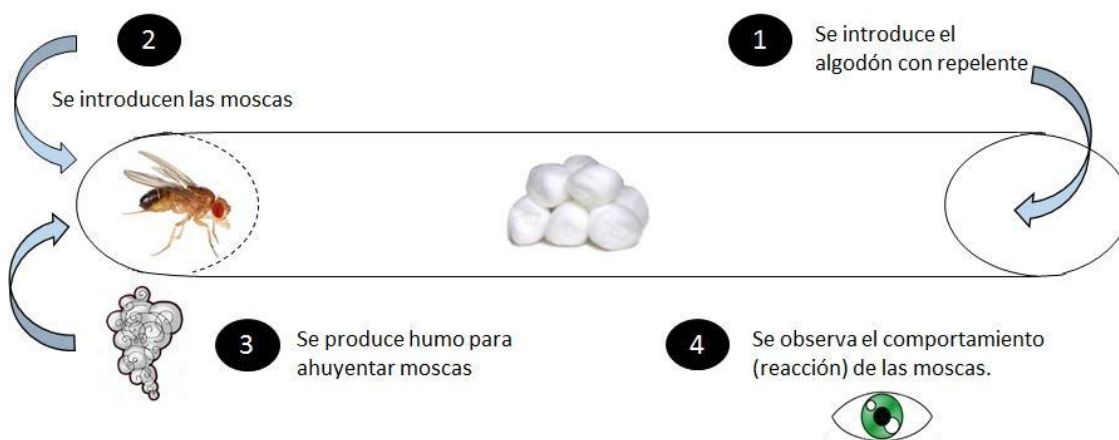 1
Se introduce el
algodón con repelente
2
Se introducen las moscas
3
Se produce humo para
ahuyentar moscas
4
Se observa el comportamiento
(reacción) de las moscas.